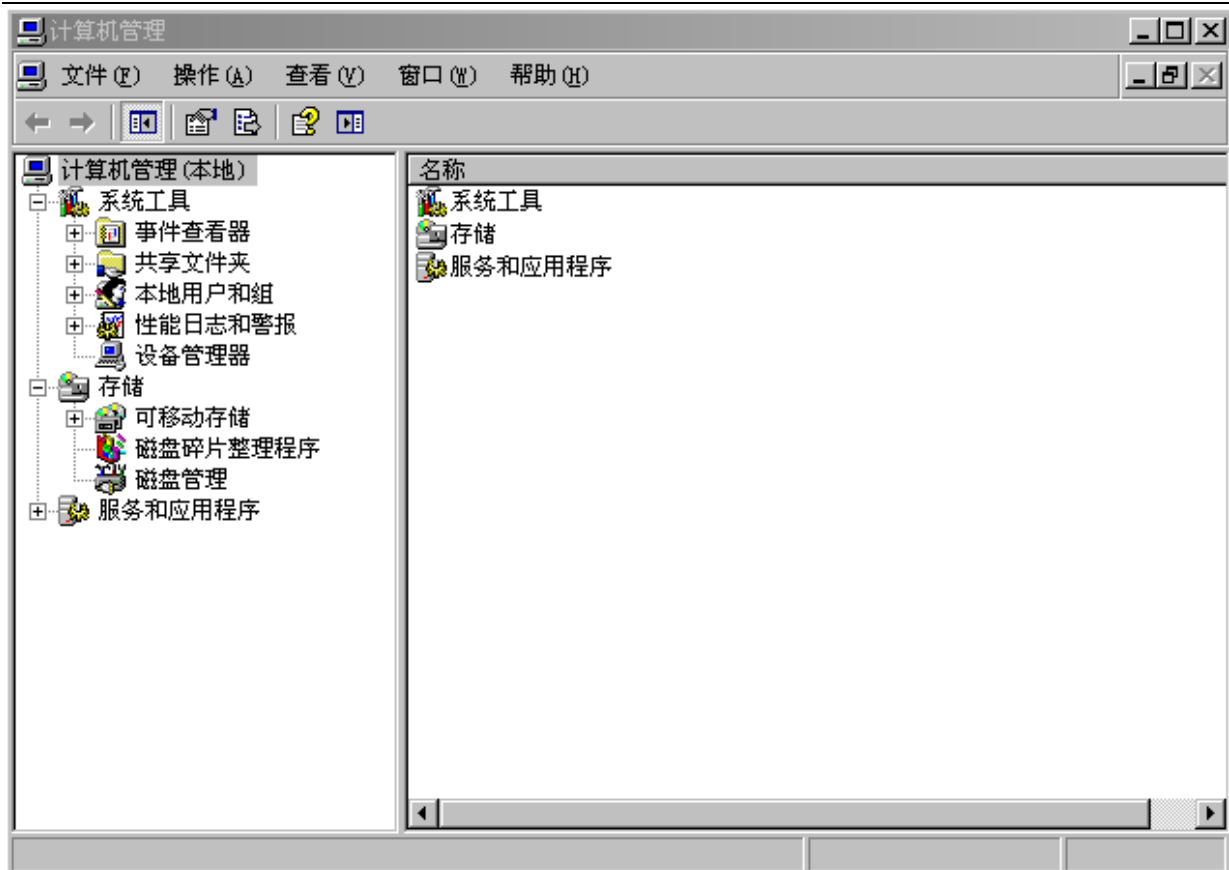 计算机管理
文件(F) 操作(A) 查看(V) 窗口(W) 帮助(H)
计算机管理(本地)
系统工具
事件查看器
共享文件夹
本地用户和组
性能日志和警报
设备管理器
存储
可移动存储
磁盘碎片整理程序
磁盘管理
服务和应用程序
名称
系统工具
存储
服务和应用程序